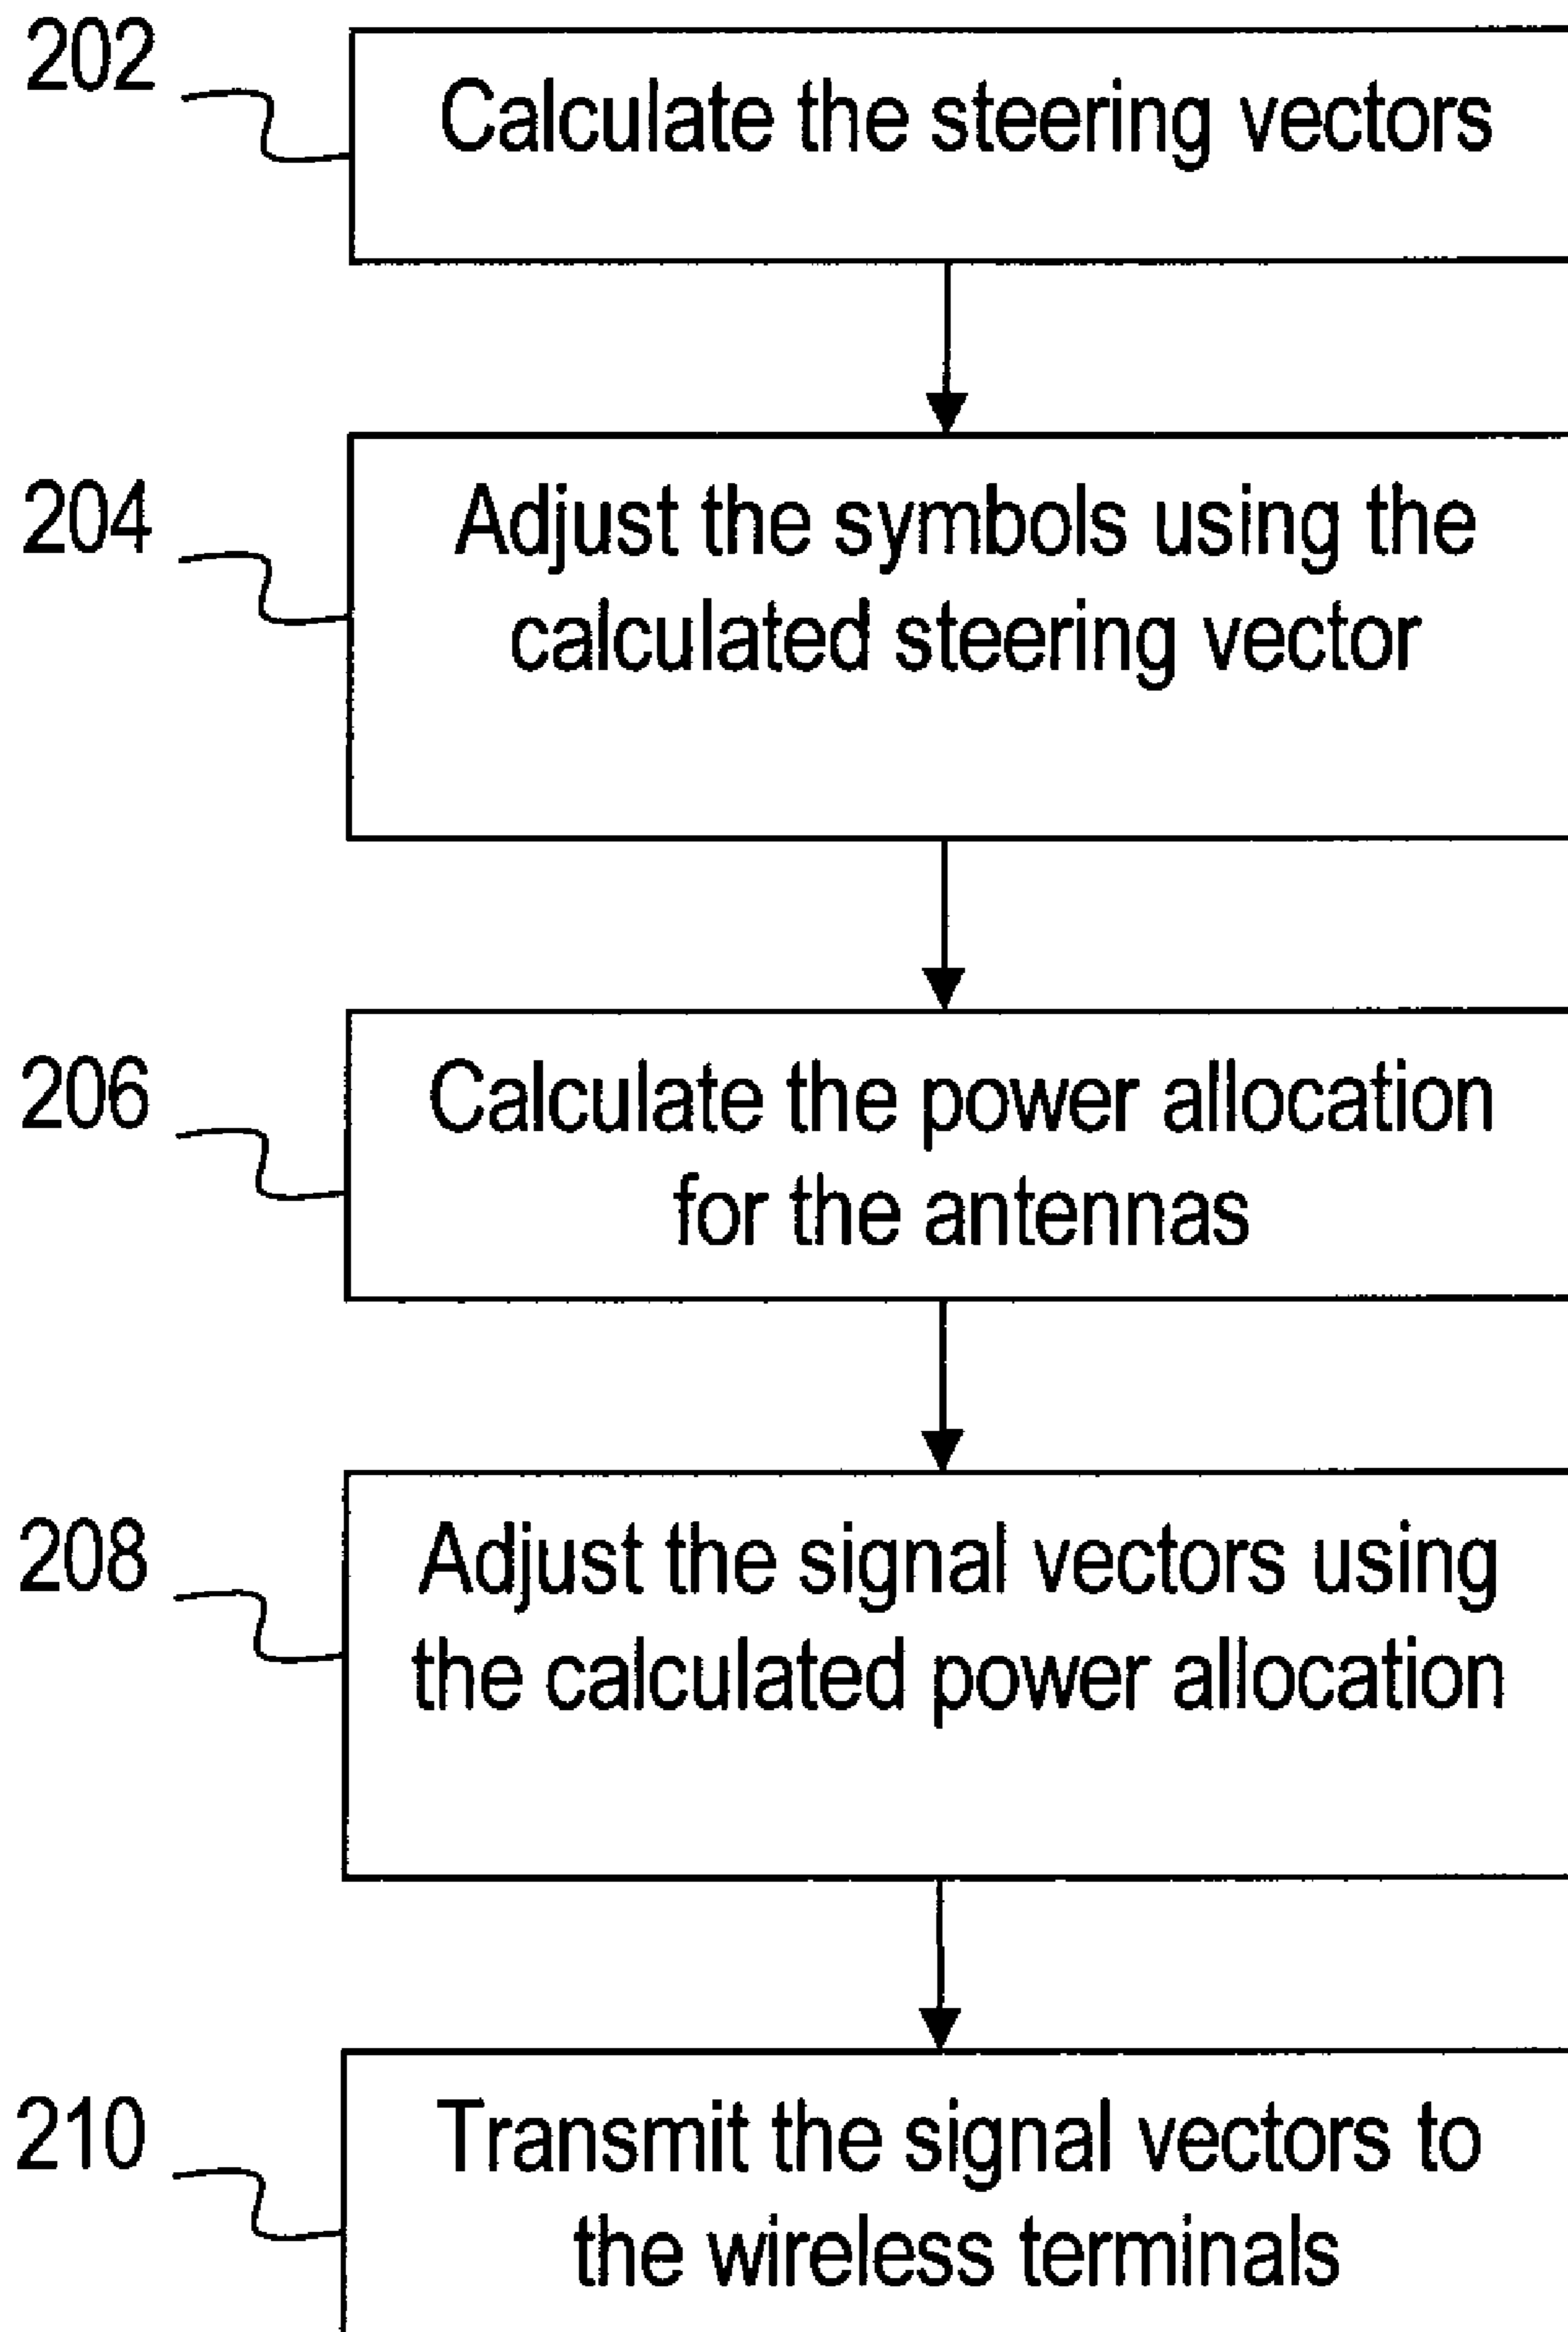 202
Calculate the steering vectors
204
Adjust the symbols using the
calculated steering vector
206
Calculate the power allocation
for the antennas
208
Adjust the signal vectors using
the calculated power allocation
210
Transmit the signal vectors to
the wireless terminals